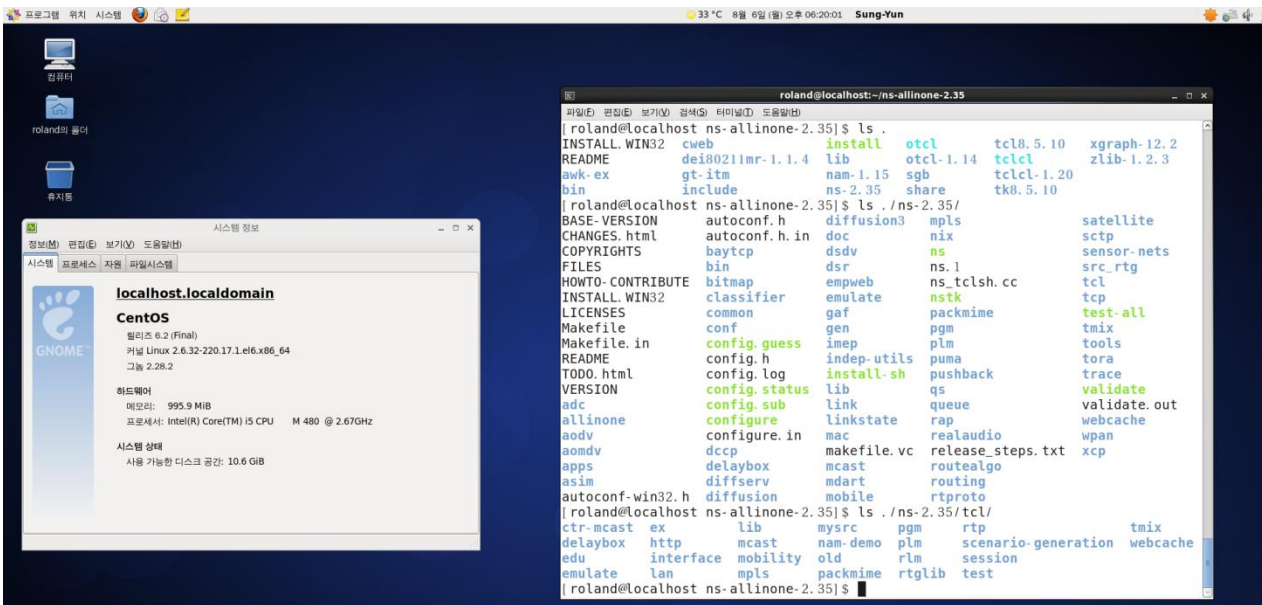 프로그램 위치 시스템 33 °C 8월 6일 (월) 오후 06:20:01 Sung-Yun
컴퓨터
roland의 폴더
휴지통
시스템 정보
정보(M) 편집(E) 보기(V) 도움말(H)
시스템 프로세스 자원 파일시스템
GNOME™
localhost.localdomain
CentOS
릴리즈 6.2 (Final)
커널 Linux 2.6.32-220.17.1.el6.x86_64
그놈 2.28.2
하드웨어
메모리: 995.9 MiB
프로세서: Intel(R) Core(TM) i5 CPU M 480 @ 2.67GHz
시스템 상태
사용 가능한 디스크 공간: 10.6 GiB
roland@localhost:~/ns-allinone-2.35
파일(F) 편집(E) 보기(V) 검색(S) 터미널(T) 도움말(H)
[roland@localhost ns-allinone-2.35]$ ls .
INSTALL.WIN32 cweb install otcl tcl8.5.10 xgraph-12.2
README dei80211mr-1.1.4 lib otcl-1.14 tclcl zlib-1.2.3
awk-ex gt-itm nam-1.15 sgb tclcl-1.20
bin include ns-2.35 share tk8.5.10
[roland@localhost ns-allinone-2.35]$ ls ./ns-2.35/
BASE-VERSION autoconf.h diffusion3 mpls satellite
CHANGES.html autoconf.h.in doc nix sctp
COPYRIGHTS baytcp dsdv ns sensor-nets
FILES bin dsr ns.1 src_rtg
HOWTO-CONTRIBUTE bitmap empweb ns_tclsh.cc tcl
INSTALL.WIN32 classifier emulate nstk tcp
LICENSES common gaf packmime test-all
Makefile conf gen pgm tmix
Makefile.in config.guess imep plm tools
README config.h indep-utils puma tora
TODO.html config.log install-sh pushback trace
VERSION config.status lib qs validate
adc config.sub link queue validate.out
allinone configure linkstate rap webcache
aodv configure.in mac realaudio wpan
aomdv dccp makefile.vc release_steps.txt xcp
apps delaybox mcast routealgo
asim diffserv mdart routing
autoconf-win32.h diffusion mobile rtproto
[roland@localhost ns-allinone-2.35]$ ls ./ns-2.35/tcl/
ctr-mcast ex lib mysrc pgm rtp tmix
delaybox http mcast nam-demo plm scenario-generation webcache
edu interface mobility old rlm session
emulate lan mpls packmime rtglib test
[roland@localhost ns-allinone-2.35]$